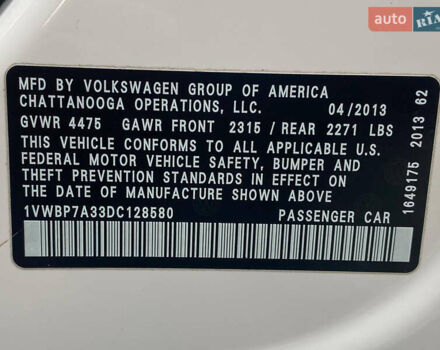 auto RIA
MFD BY VOLKSWAGEN GROUP OF AMERICA
CHATTANOOGA OPERATIONS, LLC. 04/2013
GVWR 4475 GAWR FRONT 2315 / REAR 2271 LBS
THIS VEHICLE CONFORMS TO ALL APPLICABLE U.S.
FEDERAL MOTOR VEHICLE SAFETY, BUMPER AND
THEFT PREVENTION STANDARDS IN EFFECT
ON THE DATE OF MANUFACTURE SHOWN ABOVE
1VWBP7A33DC128580 PASSENGER CAR
1649175 2013 62